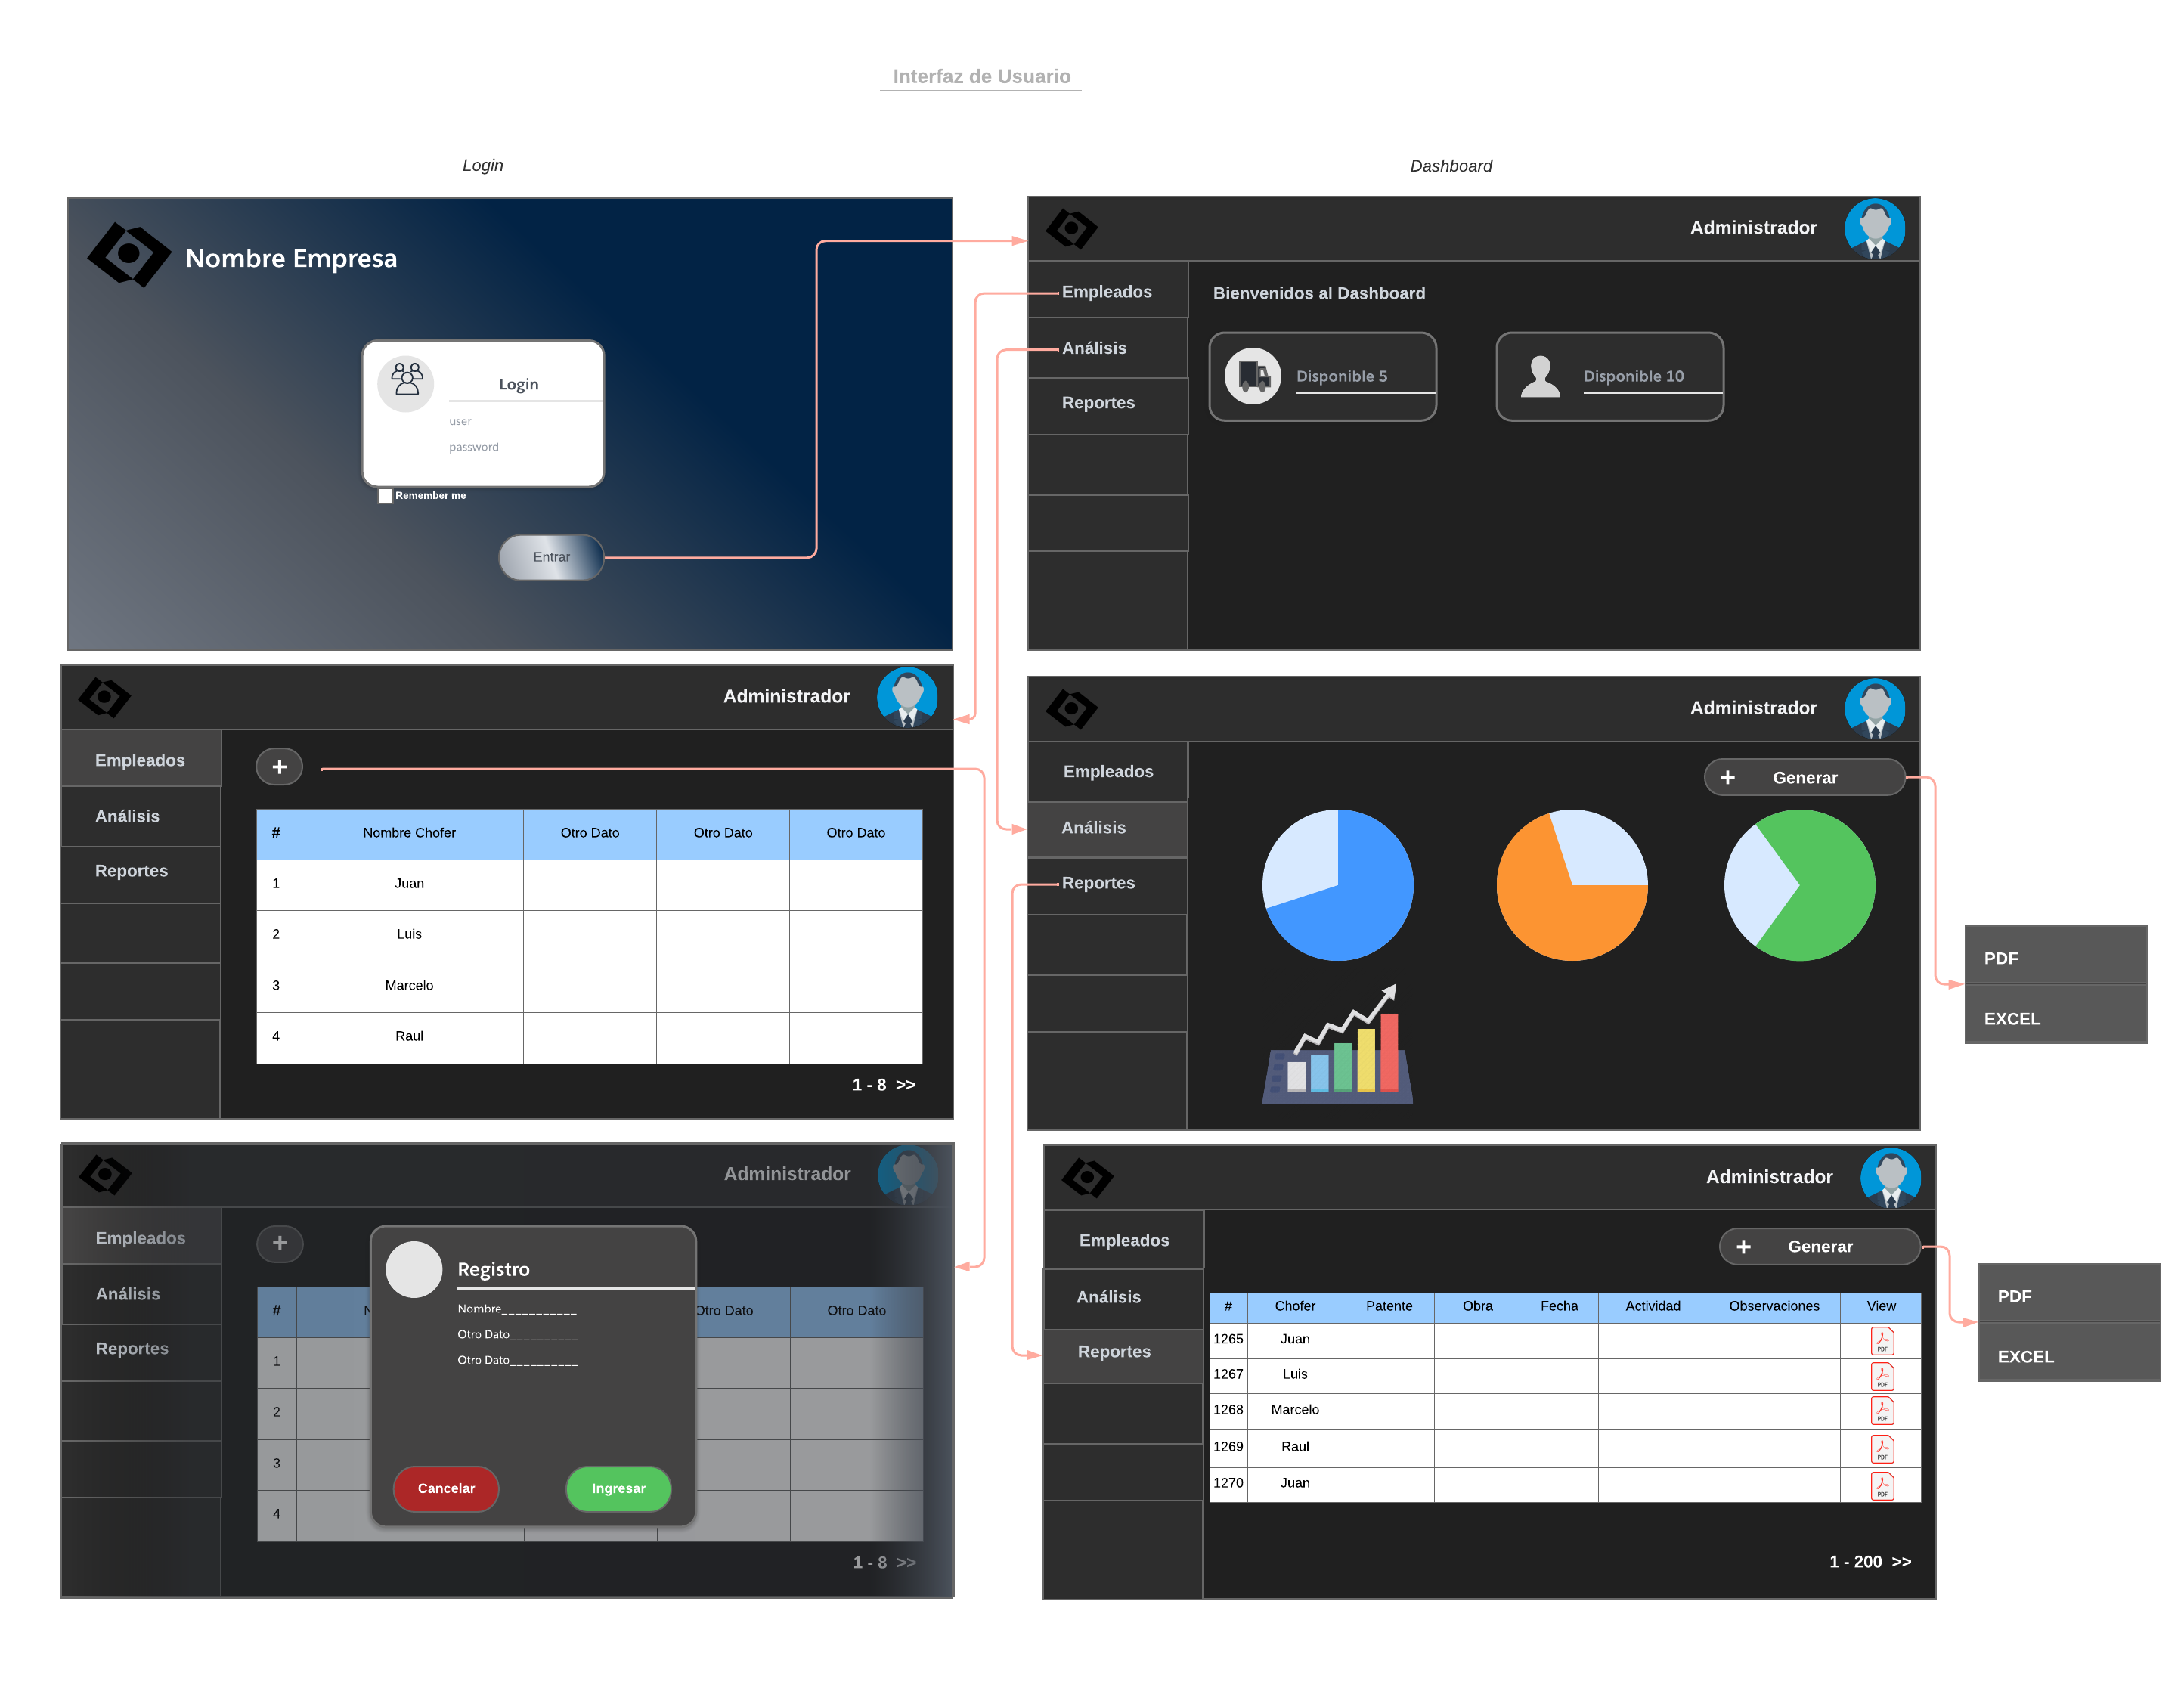 Interfaz de Usuario
Login
Dashboard
Nombre Empresa
Login
user
password
Remember me
Entrar
Administrador
Empleados
Análisis
Reportes
Bienvenidos al Dashboard
Disponible 5
Disponible 10
Administrador
Empleados
Análisis
Reportes
+
# Nombre Chofer Otro Dato Otro Dato Otro Dato
1 Juan
2 Luis
3 Marcelo
4 Raul
1 - 8 >>
Administrador
Empleados
Análisis
Reportes
+ Generar
PDF
EXCEL
Administrador
Empleados
Análisis
Reportes
+
# N Otro Dato Otro Dato
1
2
3
4
1 - 8 >>
Registro
Nombre___________
Otro Dato__________
Otro Dato__________
Cancelar
Ingresar
Administrador
Empleados
Análisis
Reportes
+ Generar
# Chofer Patente Obra Fecha Actividad Observaciones View
1265 Juan PDF
1267 Luis PDF
1268 Marcelo PDF
1269 Raul PDF
1270 Juan PDF
1 - 200 >>
PDF
EXCEL